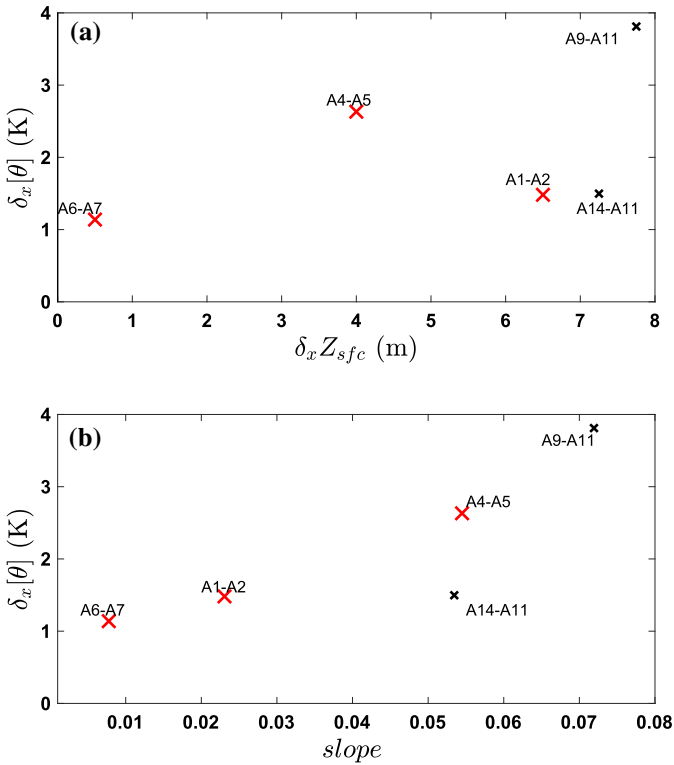 4
(a)
A9-A11
3
A4-A5
δx[θ] (K)
2
A1-A2
A6-A7
A14-A11
1
0
0 1 2 3 4 5 6 7 8
δxZsfc (m)
4
(b)
A9-A11
3
A4-A5
δx[θ] (K)
2
A1-A2
A6-A7
A14-A11
1
0
0.01 0.02 0.03 0.04 0.05 0.06 0.07 0.08
slope